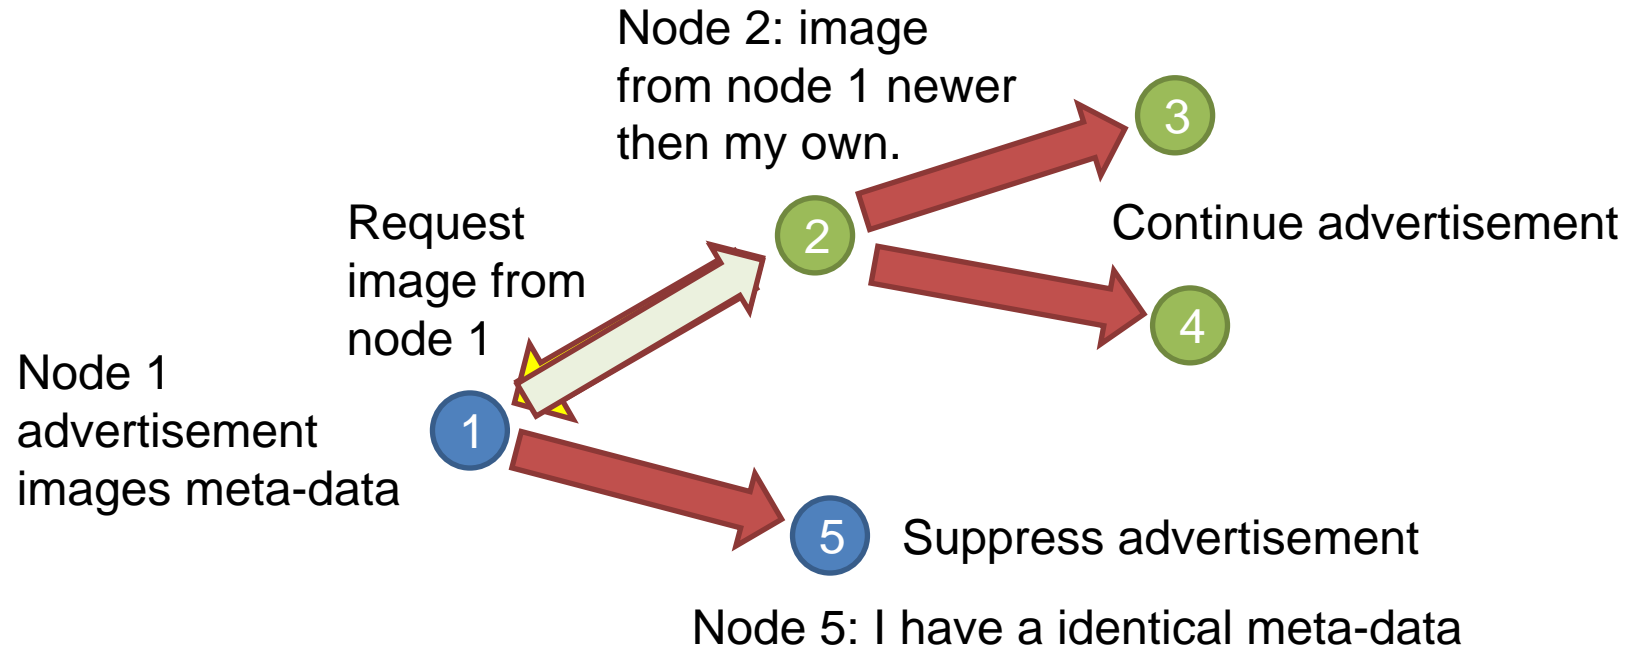 Node 2: image
from node 1 newer
then my own.
3
Request
image from
node 1
2
Continue advertisement
4
Node 1
advertisement
images meta-data
1
5
Suppress advertisement
Node 5: I have a identical meta-data